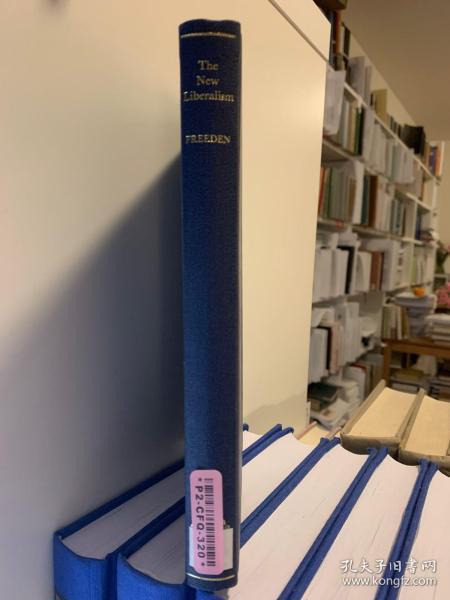 The
New
Liberalism
FREEDEN
*P2-CFQ-320*
孔夫子旧书网
www.kongfz.com